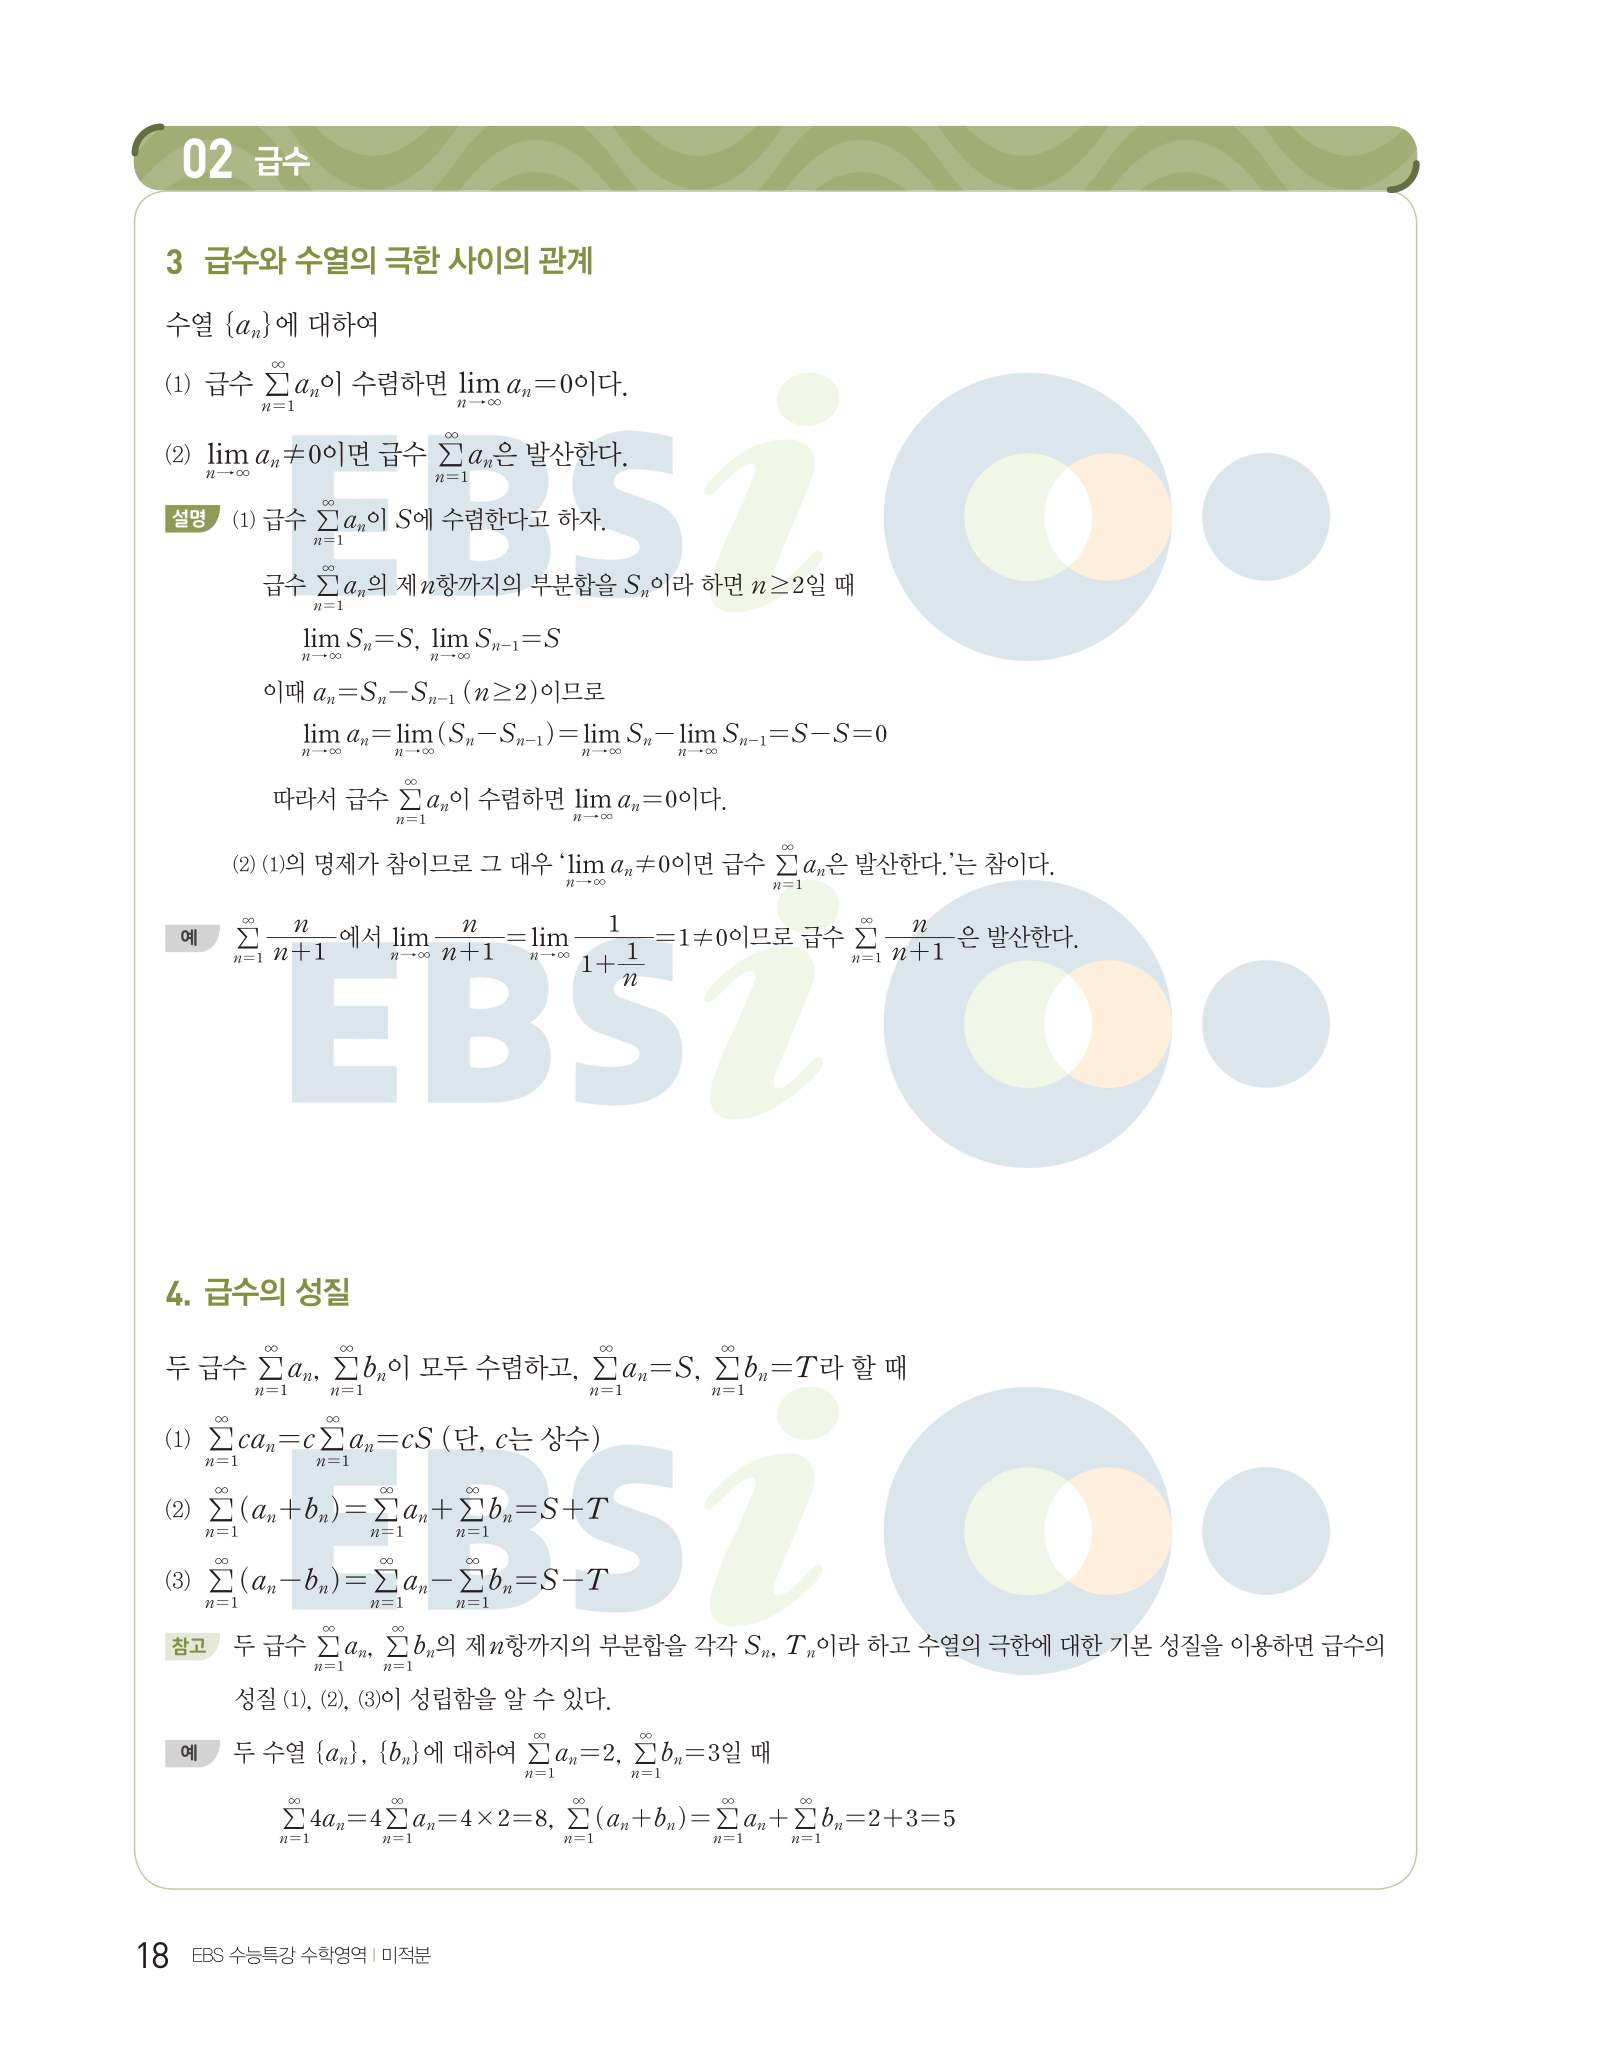 02 급수
3 급수와 수열의 극한 사이의 관계
수열 {aₙ}에 대하여
⑴ 급수 $\sum_{n=1}^{\infty} a_n$이 수렴하면 $\lim_{n \to \infty} a_n=0$이다.
⑵ $\lim_{n \to \infty} a_n \neq 0$이면 급수 $\sum_{n=1}^{\infty} a_n$은 발산한다.
설명 ⑴ 급수 $\sum_{n=1}^{\infty} a_n$이 S에 수렴한다고 하자.
급수 $\sum_{n=1}^{\infty} a_n$의 제n항까지의 부분합을 $S_n$이라 하면 $n \geq 2$일 때
$\lim_{n \to \infty} S_n=S$, $\lim_{n \to \infty} S_{n-1}=S$
이때 $a_n=S_n-S_{n-1}$ ($n \geq 2$)이므로
$\lim_{n \to \infty} a_n=\lim_{n \to \infty}(S_n-S_{n-1})=\lim_{n \to \infty} S_n-\lim_{n \to \infty} S_{n-1}=S-S=0$
따라서 급수 $\sum_{n=1}^{\infty} a_n$이 수렴하면 $\lim_{n \to \infty} a_n=0$이다.
⑵ ⑴의 명제가 참이므로 그 대우 ‘$\lim_{n \to \infty} a_n \neq 0$이면 급수 $\sum_{n=1}^{\infty} a_n$은 발산한다.’는 참이다.
예 $\sum_{n=1}^{\infty} \frac{n}{n+1}$에서 $\lim_{n \to \infty} \frac{n}{n+1}=\lim_{n \to \infty} \frac{1}{1+\frac{1}{n}}=1 \neq 0$이므로 급수 $\sum_{n=1}^{\infty} \frac{n}{n+1}$은 발산한다.
4. 급수의 성질
두 급수 $\sum_{n=1}^{\infty} a_n$, $\sum_{n=1}^{\infty} b_n$이 모두 수렴하고, $\sum_{n=1}^{\infty} a_n=S$, $\sum_{n=1}^{\infty} b_n=T$라 할 때
⑴ $\sum_{n=1}^{\infty} ca_n=c\sum_{n=1}^{\infty} a_n=cS$ (단, c는 상수)
⑵ $\sum_{n=1}^{\infty}(a_n+b_n)=\sum_{n=1}^{\infty} a_n+\sum_{n=1}^{\infty} b_n=S+T$
⑶ $\sum_{n=1}^{\infty}(a_n-b_n)=\sum_{n=1}^{\infty} a_n-\sum_{n=1}^{\infty} b_n=S-T$
참고 두 급수 $\sum_{n=1}^{\infty} a_n$, $\sum_{n=1}^{\infty} b_n$의 제n항까지의 부분합을 각각 $S_n$, $T_n$이라 하고 수열의 극한에 대한 기본 성질을 이용하면 급수의
성질 ⑴, ⑵, ⑶이 성립함을 알 수 있다.
예 두 수열 {aₙ}, {bₙ}에 대하여 $\sum_{n=1}^{\infty} a_n=2$, $\sum_{n=1}^{\infty} b_n=3$일 때
$\sum_{n=1}^{\infty} 4a_n=4\sum_{n=1}^{\infty} a_n=4 \times 2=8$, $\sum_{n=1}^{\infty}(a_n+b_n)=\sum_{n=1}^{\infty} a_n+\sum_{n=1}^{\infty} b_n=2+3=5$
18 EBS 수능특강 수학영역 | 미적분
EBSi
EBSi
EBSi